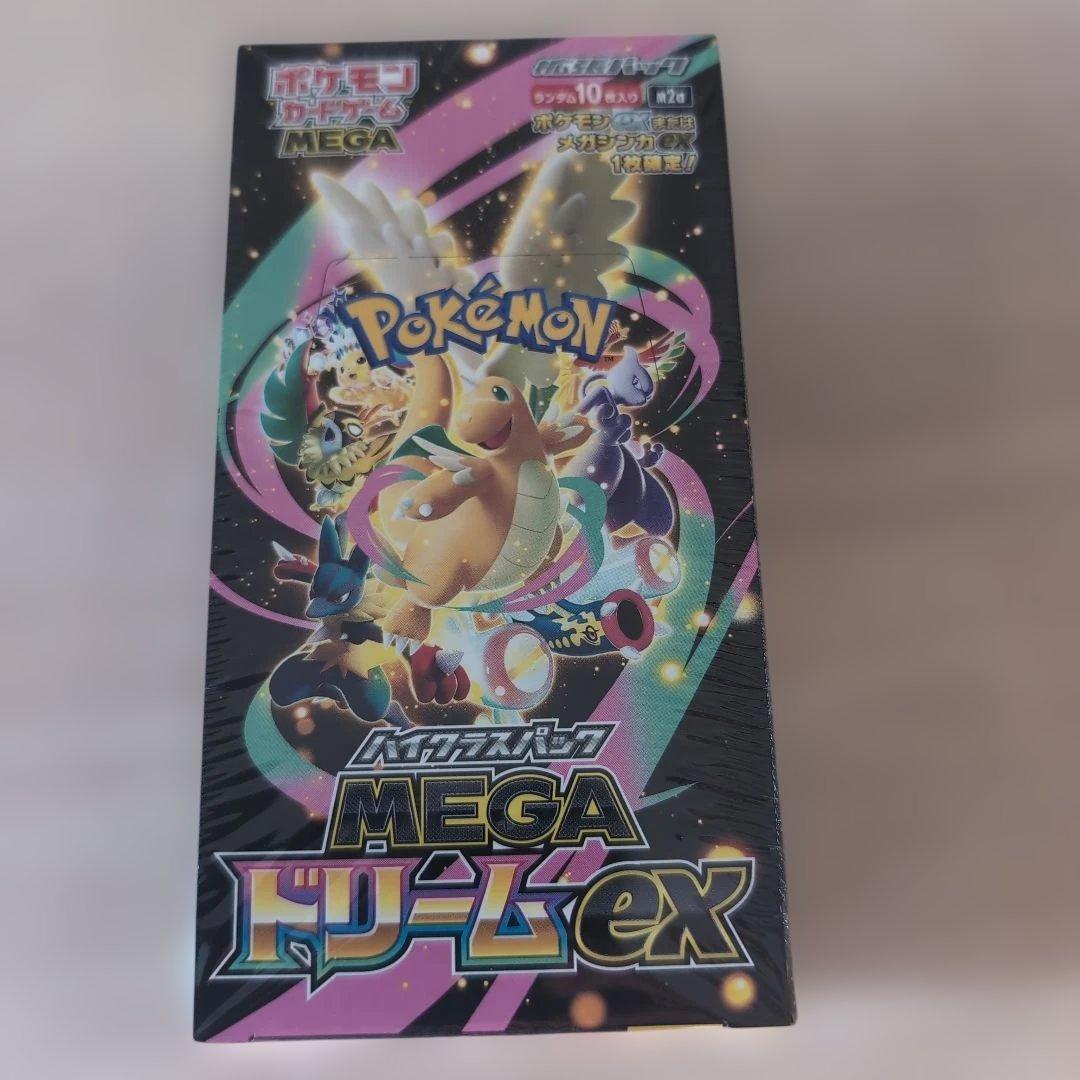 ポケモン
カードゲーム
MEGA
拡張パック
ランダム10枚入り M2a
ポケモンexまたは
メガシンカex
1枚確定!
POKéMON
TM
ハイクラスパック
MEGA
ドリームex